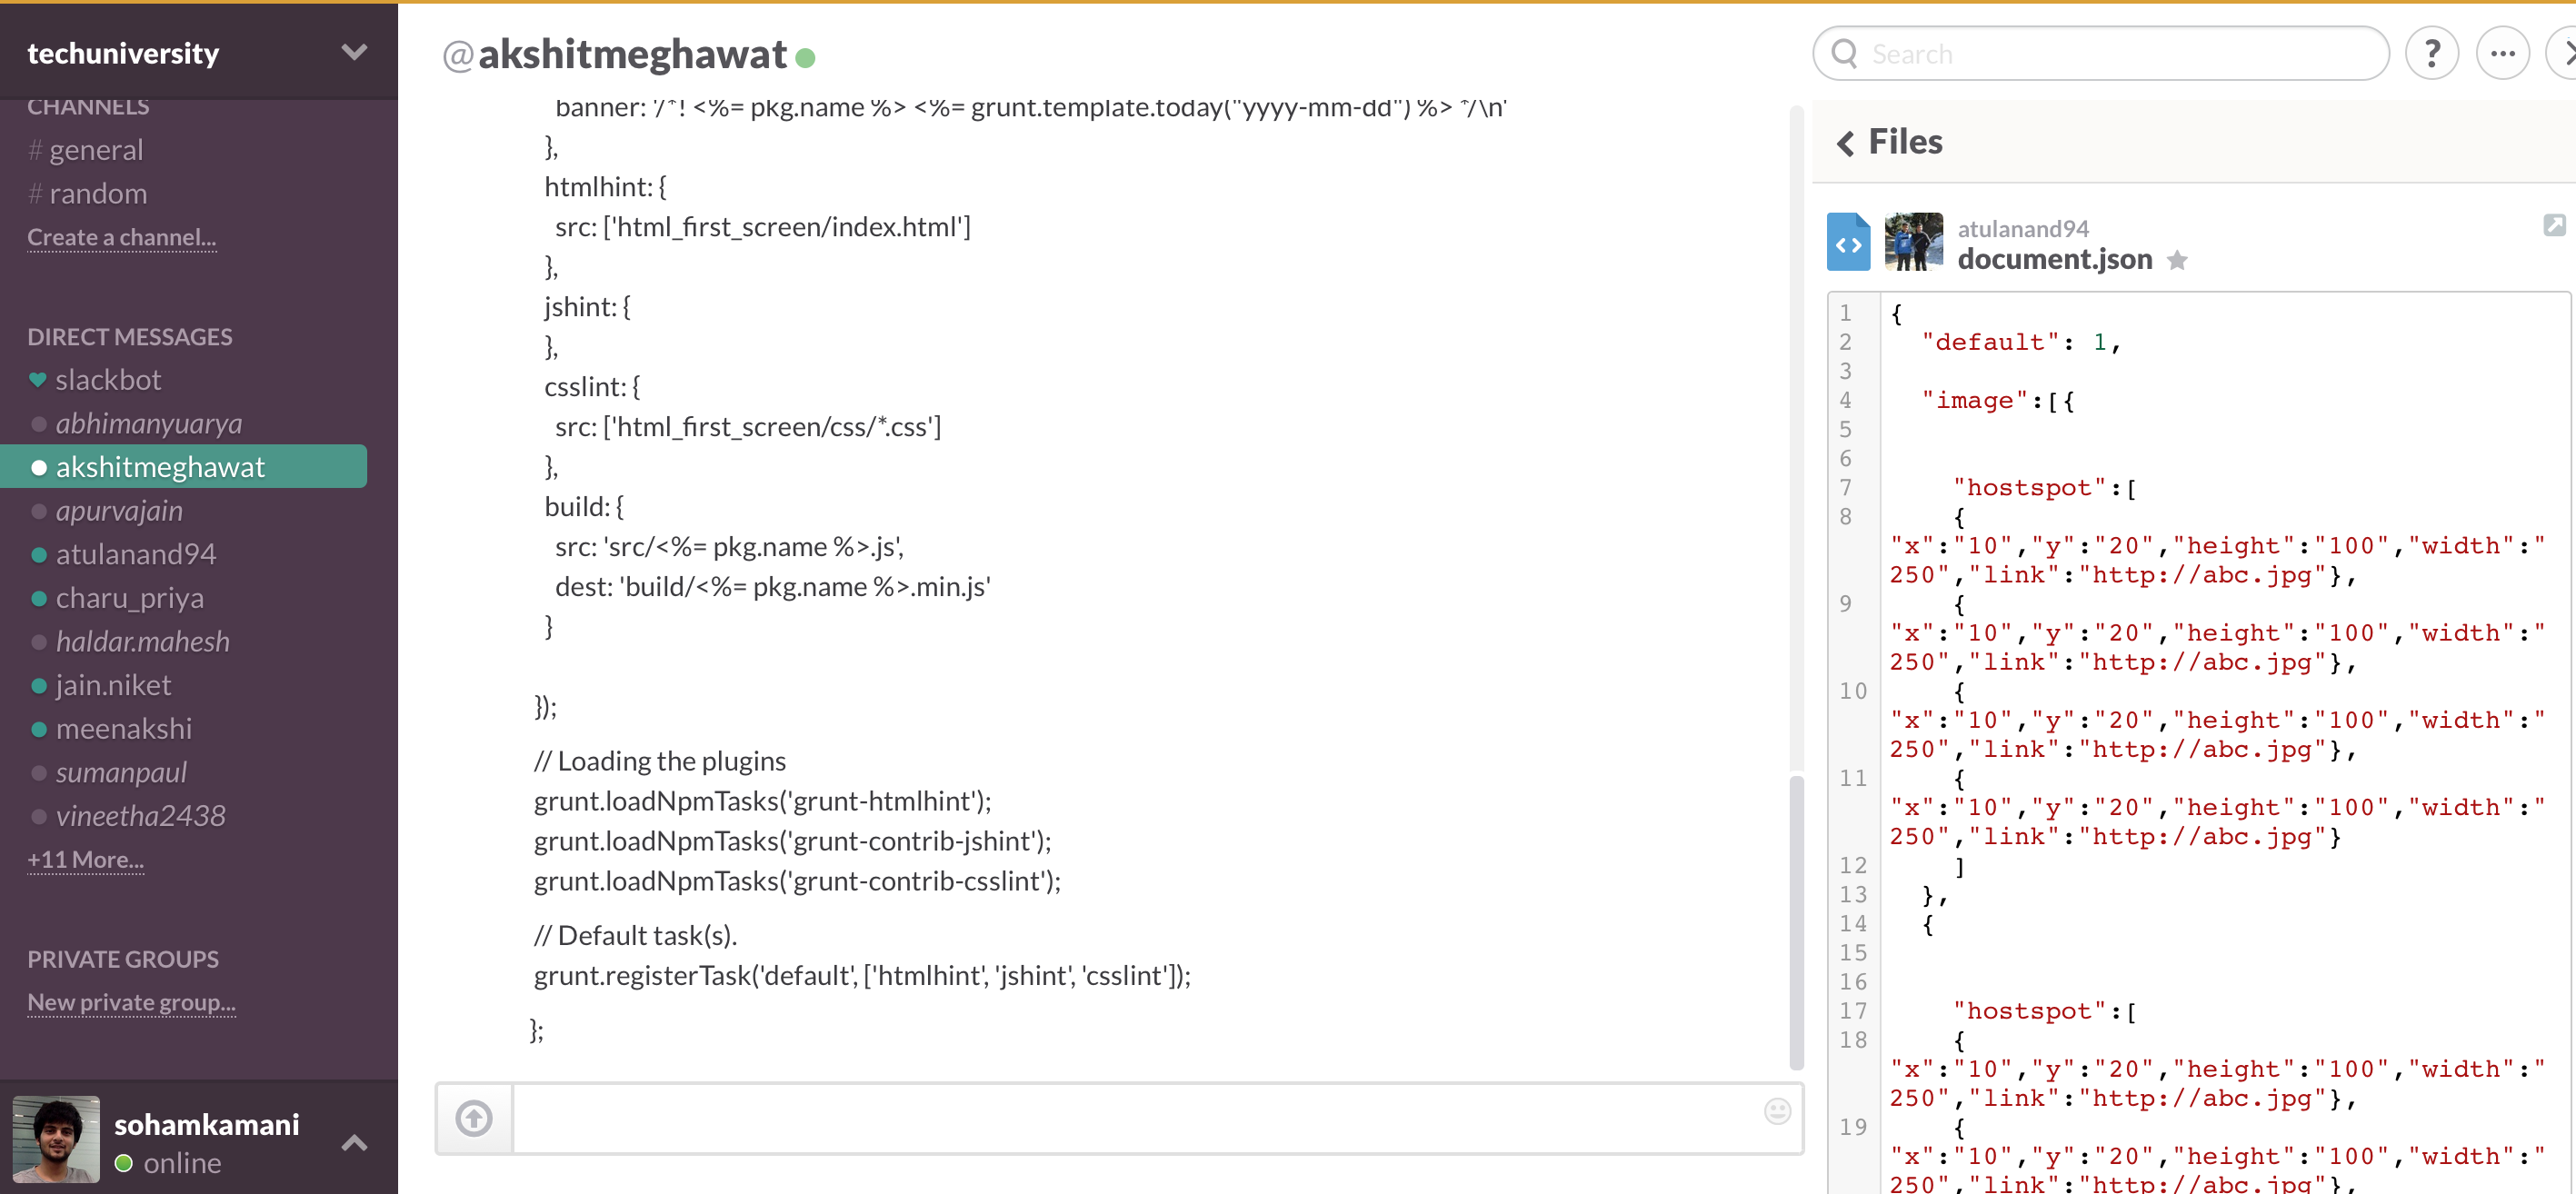 techuniversity
CHANNELS
# general
# random
Create a channel...
DIRECT MESSAGES
slackbot
abhimanyuarya
akshitmeghawat
apurvajain
atulanand94
charu_priya
haldar.mahesh
jain.niket
meenakshi
sumanpaul
vineetha2438
+11 More...
PRIVATE GROUPS
New private group...
sohamkamani
online
@akshitmeghawat
banner: '/*! <%= pkg.name %> <%= grunt.template.today("yyyy-mm-dd") %> */\n'
},
htmlhint: {
src: ['html_first_screen/index.html']
},
jshint: {
},
csslint: {
src: ['html_first_screen/css/*.css']
},
build: {
src: 'src/<%= pkg.name %>.js',
dest: 'build/<%= pkg.name %>.min.js'
}
});
// Loading the plugins
grunt.loadNpmTasks('grunt-htmlhint');
grunt.loadNpmTasks('grunt-contrib-jshint');
grunt.loadNpmTasks('grunt-contrib-csslint');
// Default task(s).
grunt.registerTask('default', ['htmlhint', 'jshint', 'csslint']);
};
Search
?
Files
atulanand94
document.json
1 {
2 "default": 1,
3
4 "image":[{
5
6
7 "hostspot":[
8 {
"x":"10","y":"20","height":"100","width":"
250","link":"http://abc.jpg"},
9 {
"x":"10","y":"20","height":"100","width":"
250","link":"http://abc.jpg"},
10 {
"x":"10","y":"20","height":"100","width":"
250","link":"http://abc.jpg"},
11 {
"x":"10","y":"20","height":"100","width":"
250","link":"http://abc.jpg"}
12 ]
13 },
14 {
15
16
17 "hostspot":[
18 {
"x":"10","y":"20","height":"100","width":"
250","link":"http://abc.jpg"},
19 {
"x":"10","y":"20","height":"100","width":"
250","link":"http://abc.jpg"},